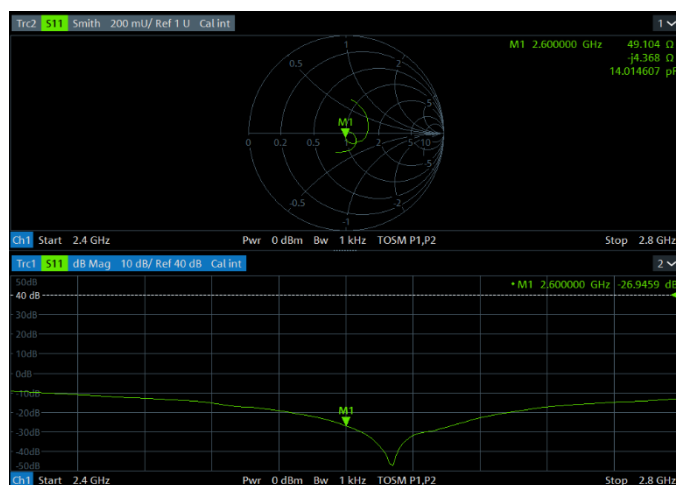 Trc2 S11 Smith 200 mU/ Ref 1 U Cal int 1
M1 2.600000 GHz 49.104 Ω
-j4.368 Ω
14.014607 pF
1
0.5 2
5
M1
0 0.2 0.5 1 2 5 10
-5
-0.5 -2
-1
Ch1 Start 2.4 GHz Pwr 0 dBm Bw 1 kHz TOSM P1,P2 Stop 2.8 GHz
Trc1 S11 dB Mag 10 dB/ Ref 40 dB Cal int 2
50dB
• M1 2.600000 GHz -26.9459 dB
40 dB
30dB
20dB
10dB
0dB
-10dB
-20dB
M1
-30dB
-40dB
-50dB
Ch1 Start 2.4 GHz Pwr 0 dBm Bw 1 kHz TOSM P1,P2 Stop 2.8 GHz